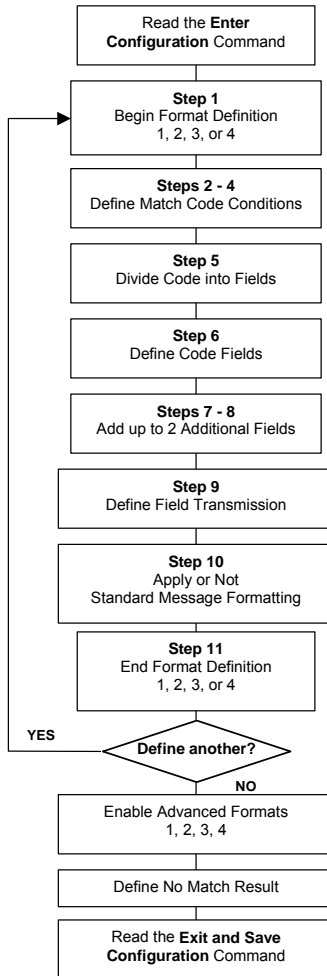 Read the Enter
Configuration Command
Step 1
Begin Format Definition
1, 2, 3, or 4
Steps 2 - 4
Define Match Code Conditions
Step 5
Divide Code into Fields
Step 6
Define Code Fields
Steps 7 - 8
Add up to 2 Additional Fields
Step 9
Define Field Transmission
Step 10
Apply or Not
Standard Message Formatting
Step 11
End Format Definition
1, 2, 3, or 4
YES
Define another?
NO
Enable Advanced Formats
1, 2, 3, 4
Define No Match Result
Read the Exit and Save
Configuration Command